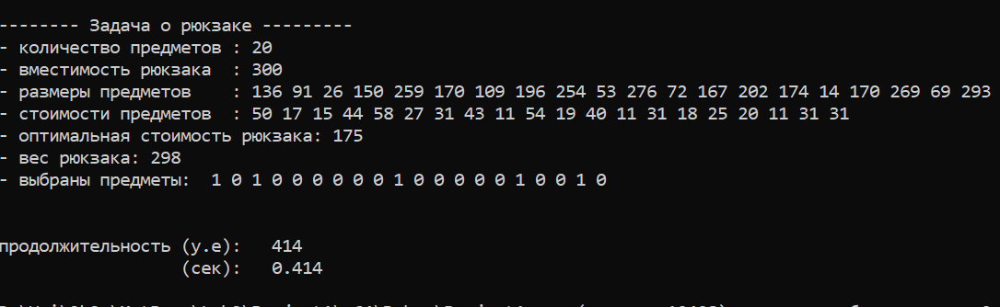 -------- Задача о рюкзаке ---------
- количество предметов : 20
- вместимость рюкзака  : 300
- размеры предметов    : 136 91 26 150 259 170 109 196 254 53 276 72 167 202 174 14 170 269 69 293
- стоимости предметов  : 50 17 15 44 58 27 31 43 11 54 19 40 11 31 18 25 20 11 31 31
- оптимальная стоимость рюкзака: 175
- вес рюкзака: 298
- выбраны предметы:  1 0 1 0 0 0 0 0 0 1 0 0 0 0 0 1 0 0 1 0
продолжительность (у.е):   414
(сек):   0.414